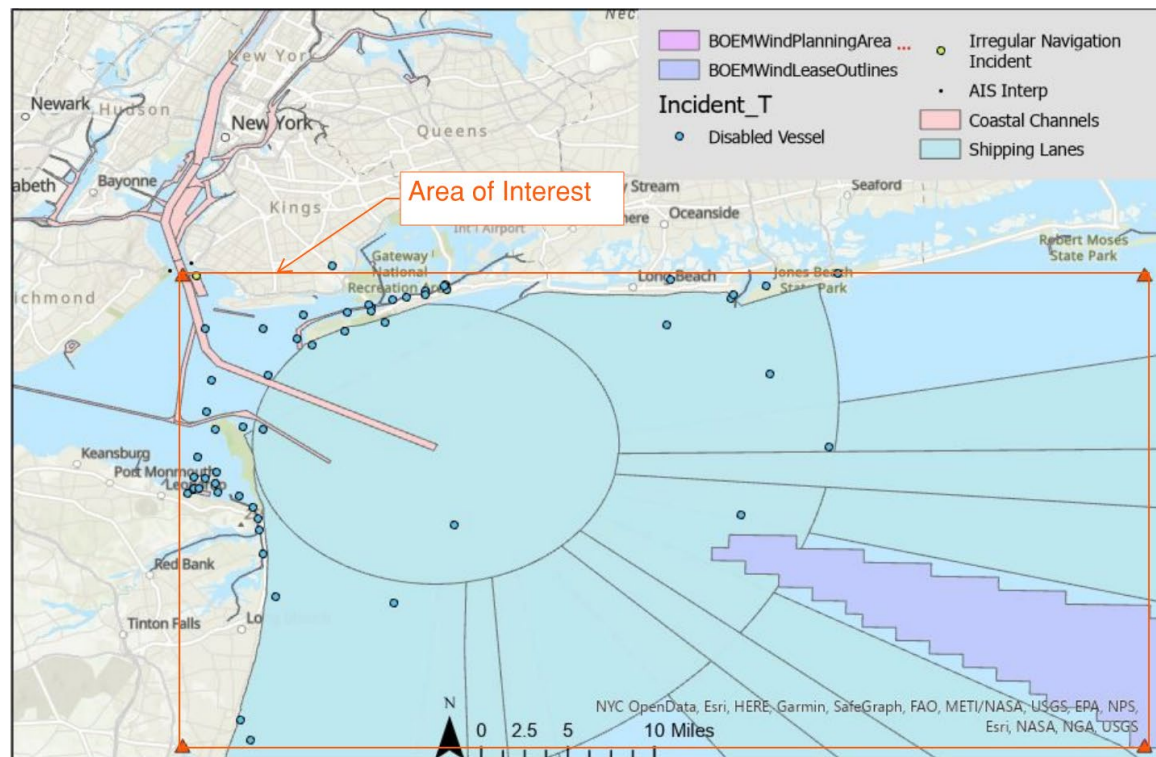 Nec
New York
Newark
Hudson
New York
Queens
abeth
Bayonne
Kings
Area of Interest
y Stream
Seaford
mere
Oceanside
Int'l Airport
Gateway
National
Recreation Area
Long Beach
Jones Beach
State Park
Robert Moses
State Park
Richmond
Keansburg
Port Monmouth
Leonardo
Red Bank
Tinton Falls
Lo
BOEMWindPlanningArea ...
BOEMWindLeaseOutlines
Incident_T
Disabled Vessel
Irregular Navigation
Incident
AIS Interp
Coastal Channels
Shipping Lanes
N
0 2.5 5 10 Miles
NYC OpenData, Esri, HERE, Garmin, SafeGraph, FAO, METI/NASA, USGS, EPA, NPS,
Esri, NASA, NGA, USGS